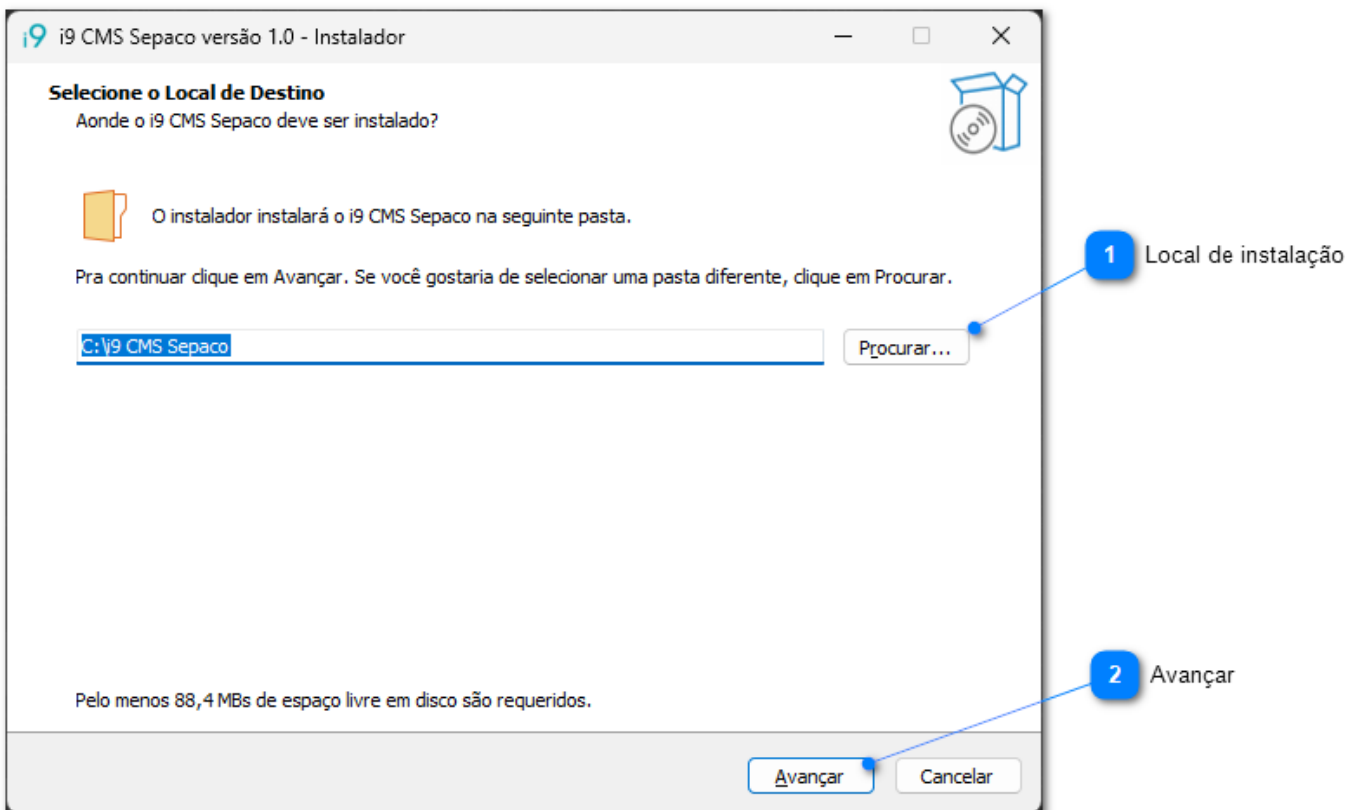 i9 i9 CMS Sepaco versão 1.0 - Instalador
Selecione o Local de Destino
Aonde o i9 CMS Sepaco deve ser instalado?
O instalador instalará o i9 CMS Sepaco na seguinte pasta.
Pra continuar clique em Avançar. Se você gostaria de selecionar uma pasta diferente, clique em Procurar.
1 Local de instalação
C:\i9 CMS Sepaco Procurar...
Pelo menos 88,4 MBs de espaço livre em disco são requeridos.
2 Avançar
Avançar Cancelar